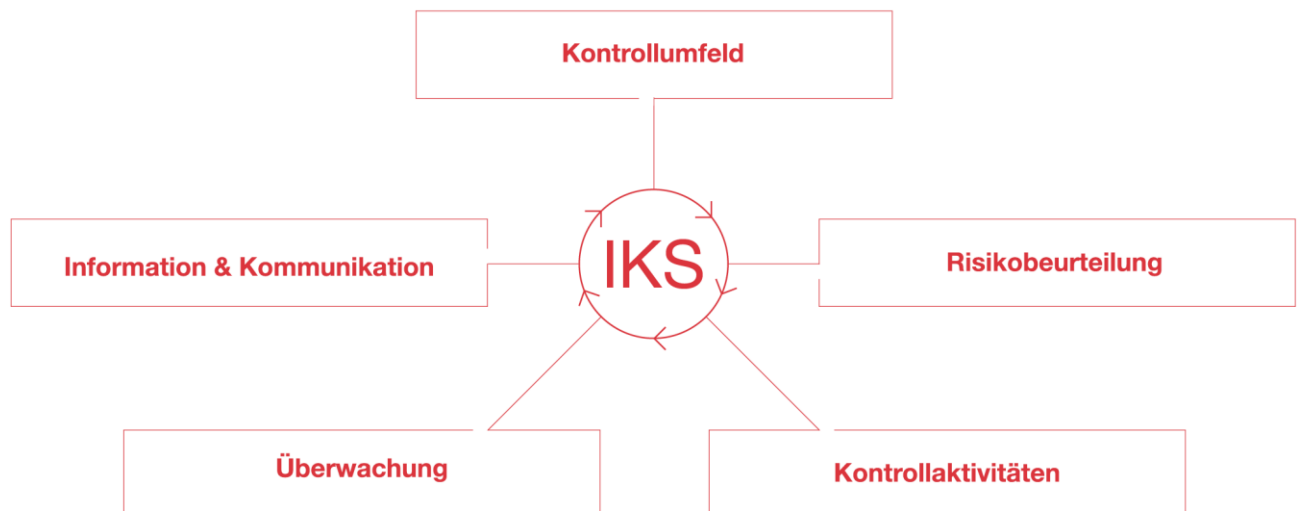 Kontrollumfeld
IKS
Information & Kommunikation
Risikobeurteilung
Überwachung
Kontrollaktivitäten